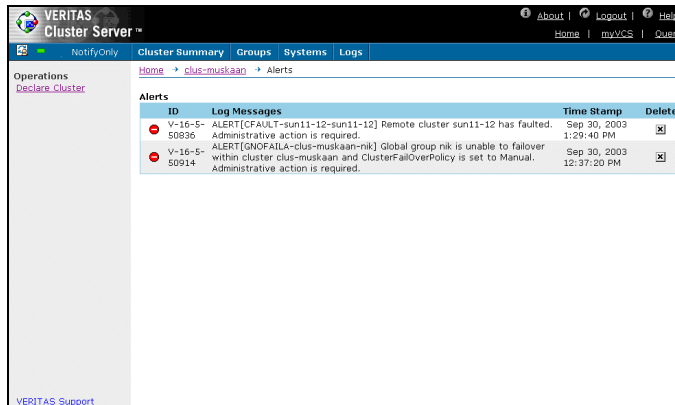 VERITAS
Cluster Server ™
About | Logout | Help
Home | myVCS |
NotifyOnly
Cluster Summary Groups Systems Logs
Operations
Declare Cluster
Home → clus-muskaan → Alerts
Alerts
ID Log Messages Time Stamp Delete
V-16-5-50836 ALERT[CFAULT-sun11-12-sun11-12] Remote cluster sun11-12 has faulted. Sep 30, 2003
Administrative action is required. 1:29:40 PM
V-16-5-50914 ALERT[GNOFAILA-clus-muskaan-nik] Global group nik is unable to failover
within cluster clus-muskaan and ClusterFailOverPolicy is set to Manual. Sep 30, 2003
Administrative action is required. 12:37:20 PM
VERITAS Support